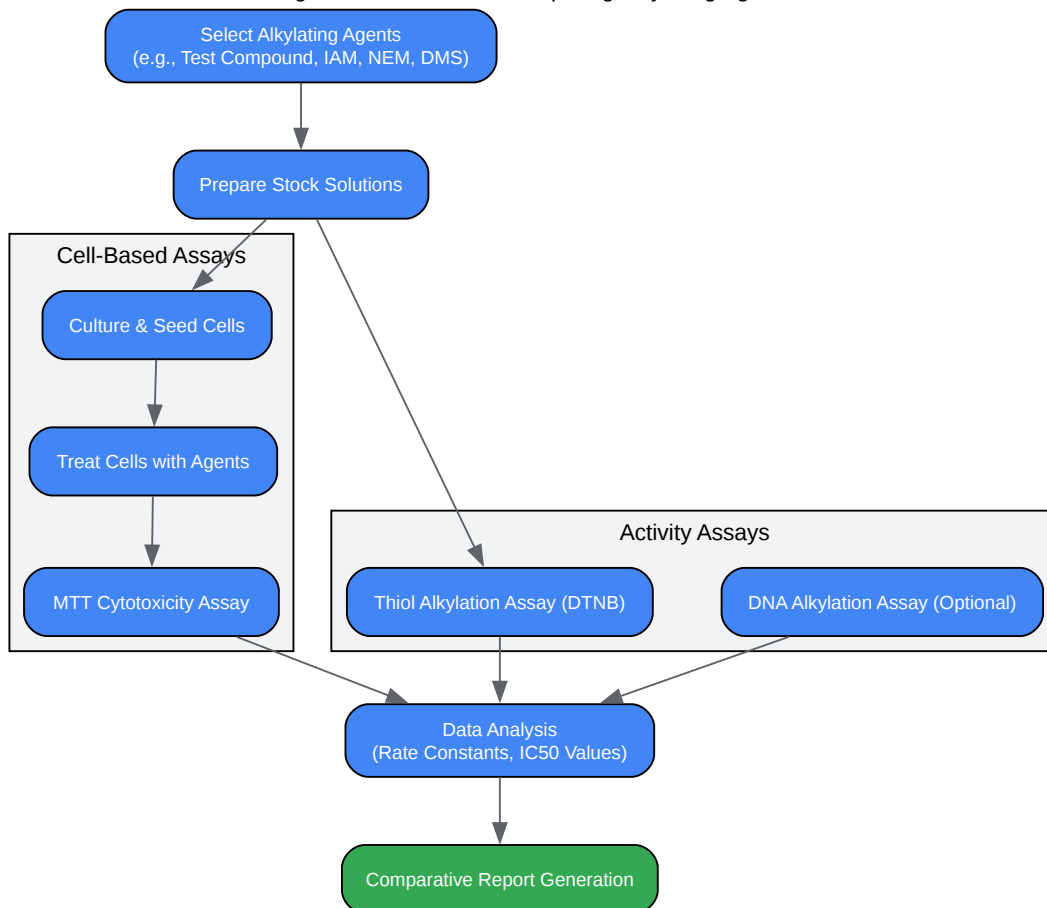 Select Alkylating Agents
(e.g., Test Compound, IAM, NEM, DMS)
Prepare Stock Solutions
Cell-Based Assays
Culture & Seed Cells
Treat Cells with Agents
Activity Assays
MTT Cytotoxicity Assay
Thiol Alkylation Assay (DTNB)
DNA Alkylation Assay (Optional)
Data Analysis
(Rate Constants, IC50 Values)
Comparative Report Generation